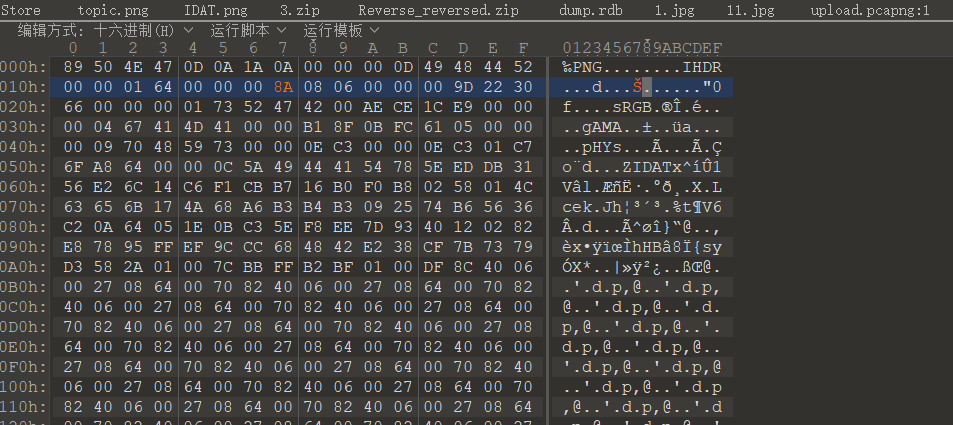 Store topic.png IDAT.png 3.zip Reverse_reversed.zip dump.rdb 1.jpg 11.jpg upload.pcapng:1
编辑方式: 十六进制(H) 运行脚本 运行模板
0 1 2 3 4 5 6 7 8 9 A B C D E F 0123456789ABCDEF
000h: 89 50 4E 47 0D 0A 1A 0A 00 00 00 0D 49 48 44 52 ‰PNG........IHDR
010h: 00 00 01 64 00 00 00 8A 08 06 00 00 00 9D 22 30 ...d...Š......"0
020h: 66 00 00 00 01 73 52 47 42 00 AE CE 1C E9 00 00 f....sRGB.®Î.é..
030h: 00 04 67 41 4D 41 00 00 B1 8F 0B FC 61 05 00 00 ..gAMA..±..üa...
040h: 00 09 70 48 59 73 00 00 0E C3 00 00 0E C3 01 C7 ..pHYs...Ã...Ã.Ç
050h: 6F A8 64 00 00 0C 5A 49 44 41 54 78 5E ED DB 31 o¨d...ZIDATx^íÛ1
060h: 56 E2 6C 14 C6 F1 CB B7 16 B0 F0 B8 02 58 01 4C Vâl.ÆñË·.°ð¸.X.L
070h: 63 65 6B 17 4A 68 A6 B3 B4 B3 09 25 74 B6 56 36 cek.Jh¦³´³.%t¶V6
080h: C2 0A 64 05 1E 0B C3 5E F8 EE 7D 93 40 12 02 82 Â.d...Ã^øî}“@..‚
090h: E8 78 95 FF EF 9C CC 68 48 42 E2 38 CF 7B 73 79 èx•ÿïœÌhHBâ8Ï{sy
0A0h: D3 58 2A 01 00 7C BB FF B2 BF 01 00 DF 8C 40 06 ÓX*..|»ÿ²¿..ßŒ@.
0B0h: 00 27 08 64 00 70 82 40 06 00 27 08 64 00 70 82 .'.d.p‚@..'.d.p‚
0C0h: 40 06 00 27 08 64 00 70 82 40 06 00 27 08 64 00 @..'.d.p‚@..'.d.
0D0h: 70 82 40 06 00 27 08 64 00 70 82 40 06 00 27 08 p‚@..'.d.p‚@..'.
0E0h: 64 00 70 82 40 06 00 27 08 64 00 70 82 40 06 00 d.p‚@..'.d.p‚@..
0F0h: 27 08 64 00 70 82 40 06 00 27 08 64 00 70 82 40 '.d.p‚@..'.d.p‚@
100h: 06 00 27 08 64 00 70 82 40 06 00 27 08 64 00 70 ..'.d.p‚@..'.d.p
110h: 82 40 06 00 27 08 64 00 70 82 40 06 00 27 08 64 ‚@..'.d.p‚@..'.d